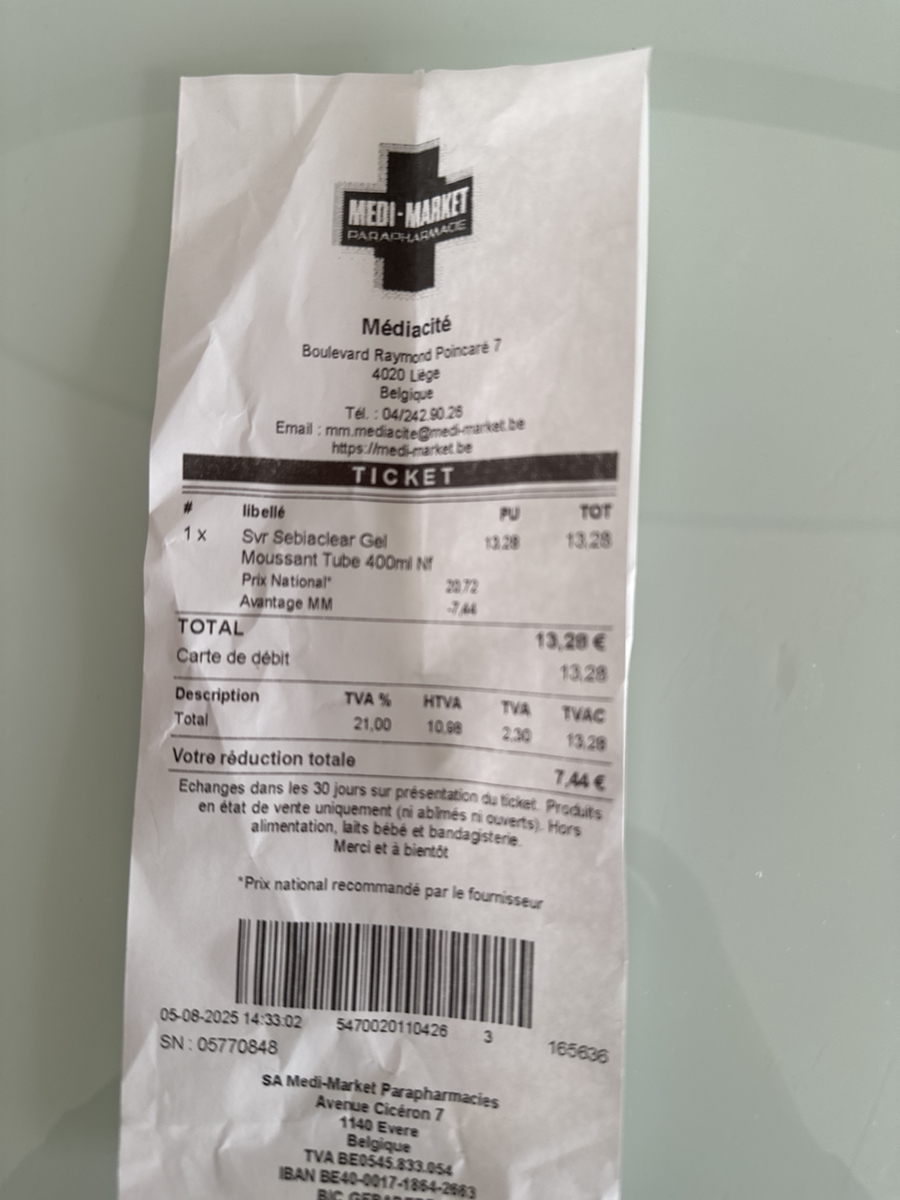 MEDI-MARKET
PARAPHARMACIE
Médiacité
Boulevard Raymond Poincaré 7
4020 Liège
Belgique
Tél. : 04/242.90.26
Email : mm.mediacite@medi-market.be
https://medi-market.be
TICKET
# libellé PU TOT
1 x Svr Sebiaclear Gel 13,28 13,28
Moussant Tube 400ml Nf
Prix National* 20,72
Avantage MM -7,44
TOTAL 13,28 €
Carte de débit 13,28
Description TVA % HTVA TVA TVAC
Total 21,00 10,98 2,30 13,28
Votre réduction totale 7,44 €
Echanges dans les 30 jours sur présentation du ticket. Produits
en état de vente uniquement (ni abîmés ni ouverts). Hors
alimentation, laits bébé et bandagisterie.
Merci et à bientôt
*Prix national recommandé par le fournisseur
05-08-2025 14:33:02 5470020110426 3 165636
SN : 05770848
SA Medi-Market Parapharmacies
Avenue Cicéron 7
1140 Evere
Belgique
TVA BE0545.833.054
IBAN BE40-0017-1864-2663
BIC